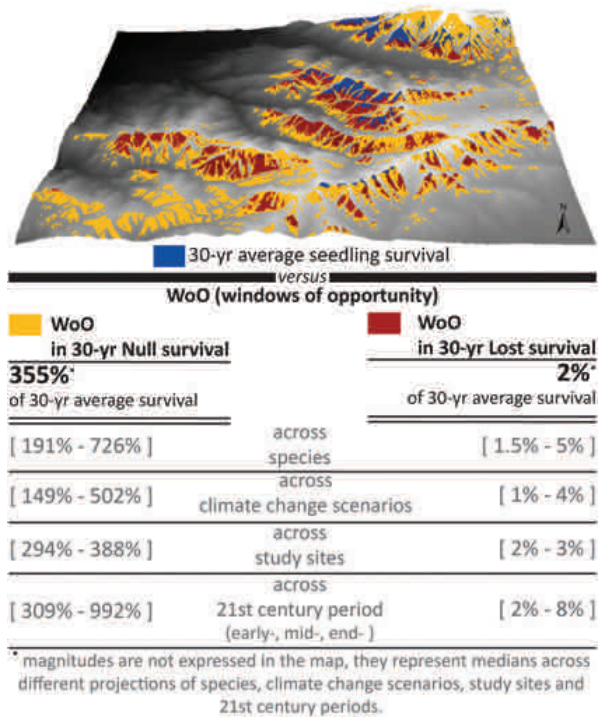 N
30-yr average seedling survival
versus
WoO (windows of opportunity)
WoO
in 30-yr Null survival
355%*
of 30-yr average survival
WoO
in 30-yr Lost survival
2%*
of 30-yr average survival
[ 191% - 726% ]
across
species
[ 1.5% - 5% ]
[ 149% - 502% ]
across
climate change scenarios
[ 1% - 4% ]
[ 294% - 388% ]
across
study sites
[ 2% - 3% ]
[ 309% - 992% ]
across
21st century period
(early-, mid-, end- )
[ 2% - 8% ]
* magnitudes are not expressed in the map, they represent medians across
different projections of species, climate change scenarios, study sites and
21st century periods.